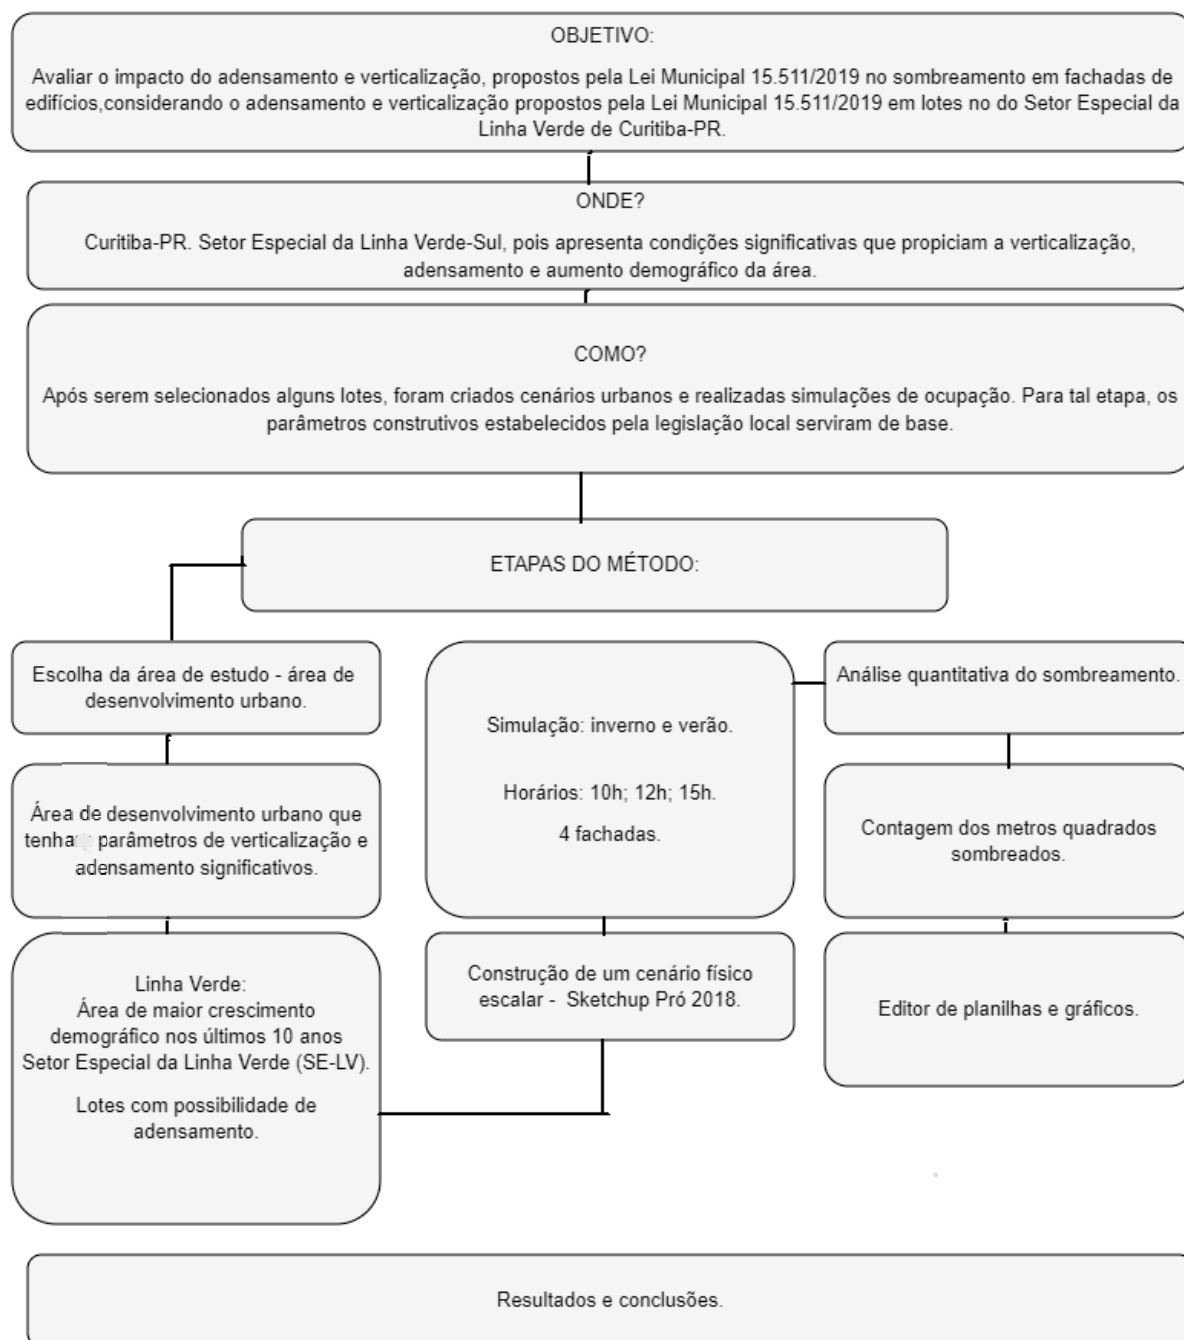 OBJETIVO:
Avaliar o impacto do adensamento e verticalização, propostos pela Lei Municipal 15.511/2019 no sombreamento em fachadas de
edifícios,considerando o adensamento e verticalização propostos pela Lei Municipal 15.511/2019 em lotes no do Setor Especial da
Linha Verde de Curitiba-PR.
ONDE?
Curitiba-PR. Setor Especial da Linha Verde-Sul, pois apresenta condições significativas que propiciam a verticalização,
adensamento e aumento demográfico da área.
COMO?
Após serem selecionados alguns lotes, foram criados cenários urbanos e realizadas simulações de ocupação. Para tal etapa, os
parâmetros construtivos estabelecidos pela legislação local serviram de base.
ETAPAS DO MÉTODO:
Escolha da área de estudo - área de
desenvolvimento urbano.
Área de desenvolvimento urbano que
parâmetros de verticalização e
adensamento significativos.
Linha Verde:
Área de maior crescimento
demográfico nos últimos 10 anos
Setor Especial da Linha Verde (SE-LV).
Lotes com possibilidade de
adensamento.
Simulação: inverno e verão.
Horários: 10h; 12h; 15h.
4 fachadas.
Construção de um cenário físico
escalar - Sketchup Pró 2018.
Análise quantitativa do sombreamento.
Contagem dos metros quadrados
sombreados.
Editor de planilhas e gráficos.
Resultados e conclusões.